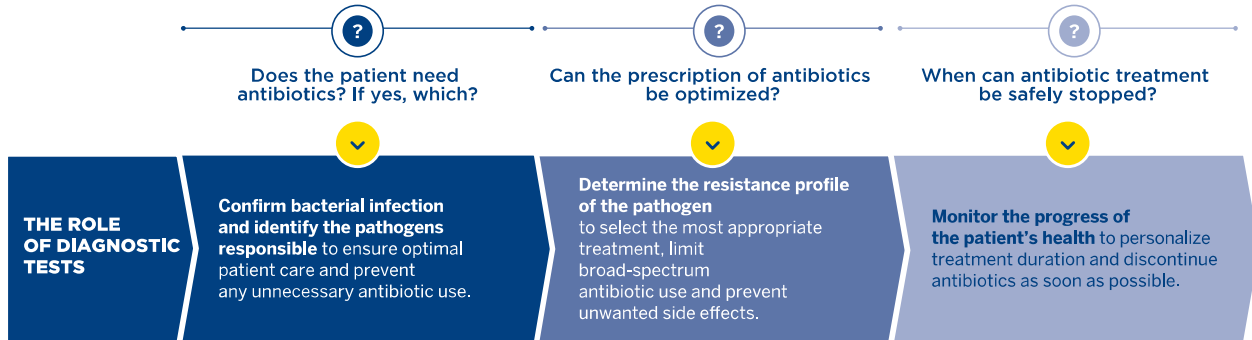 ?
Does the patient need
antibiotics? If yes, which?
?
Can the prescription of antibiotics
be optimized?
?
When can antibiotic treatment
be safely stopped?
THE ROLE
OF DIAGNOSTIC
TESTS
Confirm bacterial infection
and identify the pathogens
responsible to ensure optimal
patient care and prevent
any unnecessary antibiotic use.
Determine the resistance profile
of the pathogen
to select the most appropriate
treatment, limit
broad-spectrum
antibiotic use and prevent
unwanted side effects.
Monitor the progress of
the patient's health to personalize
treatment duration and discontinue
antibiotics as soon as possible.